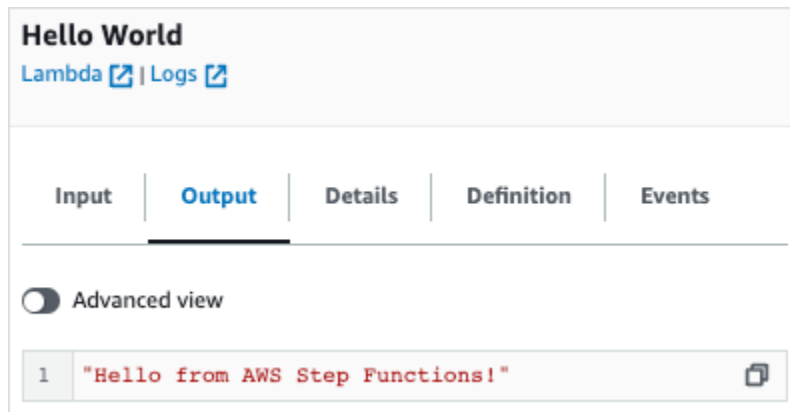 Hello World
Lambda | Logs
Input Output Details Definition Events
Advanced view
1 "Hello from AWS Step Functions!"